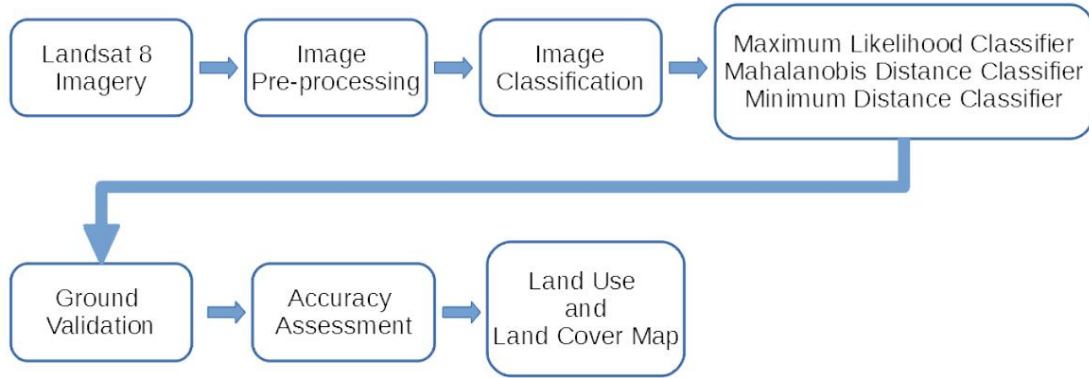 Landsat 8
Imagery
Image
Pre-processing
Image
Classification
Maximum Likelihood Classifier
Mahalanobis Distance Classifier
Minimum Distance Classifier
Ground
Validation
Accuracy
Assessment
Land Use
and
Land Cover Map